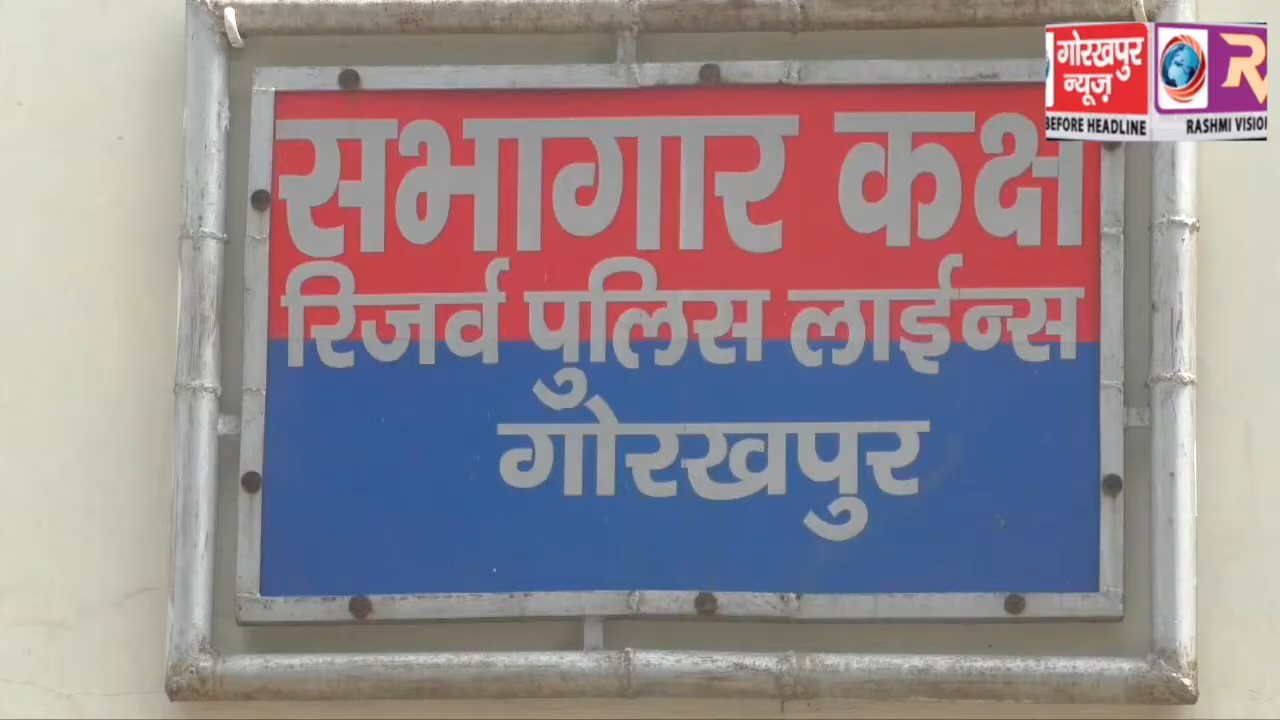 सभागार कक्ष
रिजर्व पुलिस लाईन्स
गोरखपुर
गोरखपुर
न्यूज़
BEFORE HEADLINE
R
RASHMI VISIO